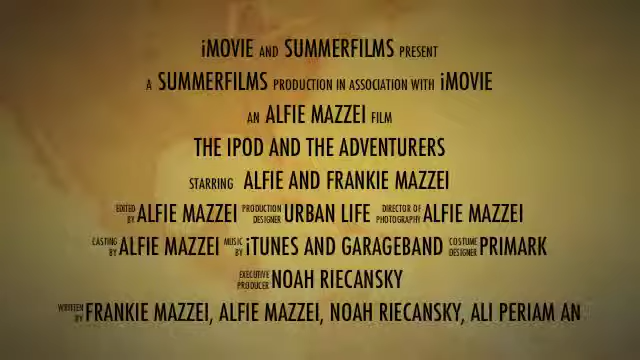 iMOVIE AND SUMMERFILMS PRESENT
A SUMMERFILMS PRODUCTION IN ASSOCIATION WITH iMOVIE
AN ALFIE MAZZEI FILM
THE IPOD AND THE ADVENTURERS
STARRING ALFIE AND FRANKIE MAZZEI
EDITED BY ALFIE MAZZEI PRODUCTION DESIGNER URBAN LIFE DIRECTOR OF PHOTOGRAPHY ALFIE MAZZEI
CASTING BY ALFIE MAZZEI MUSIC BY iTUNES AND GARAGEBAND COSTUME DESIGNER PRIMARK
EXECUTIVE PRODUCER NOAH RIECANSKY
WRITTEN BY FRANKIE MAZZEI, ALFIE MAZZEI, NOAH RIECANSKY, ALI PERIAM AN